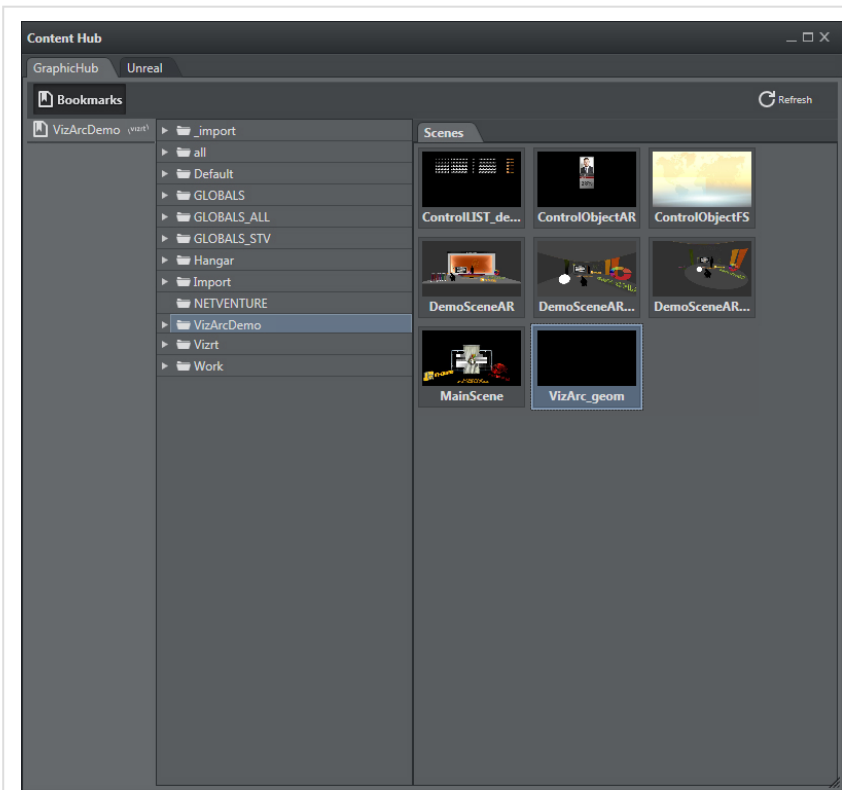 Content Hub
GraphicHub Unreal
Bookmarks
Refresh
VizArcDemo (vizrt)
_import
all
Default
GLOBALS
GLOBALS_ALL
GLOBALS_STV
Hangar
Import
NETVENTURE
VizArcDemo
Vizrt
Work
Scenes
ControlLIST_de... ControlObjectAR ControlObjectFS
DemoSceneAR DemoSceneAR... DemoSceneAR...
MainScene VizArc_geom